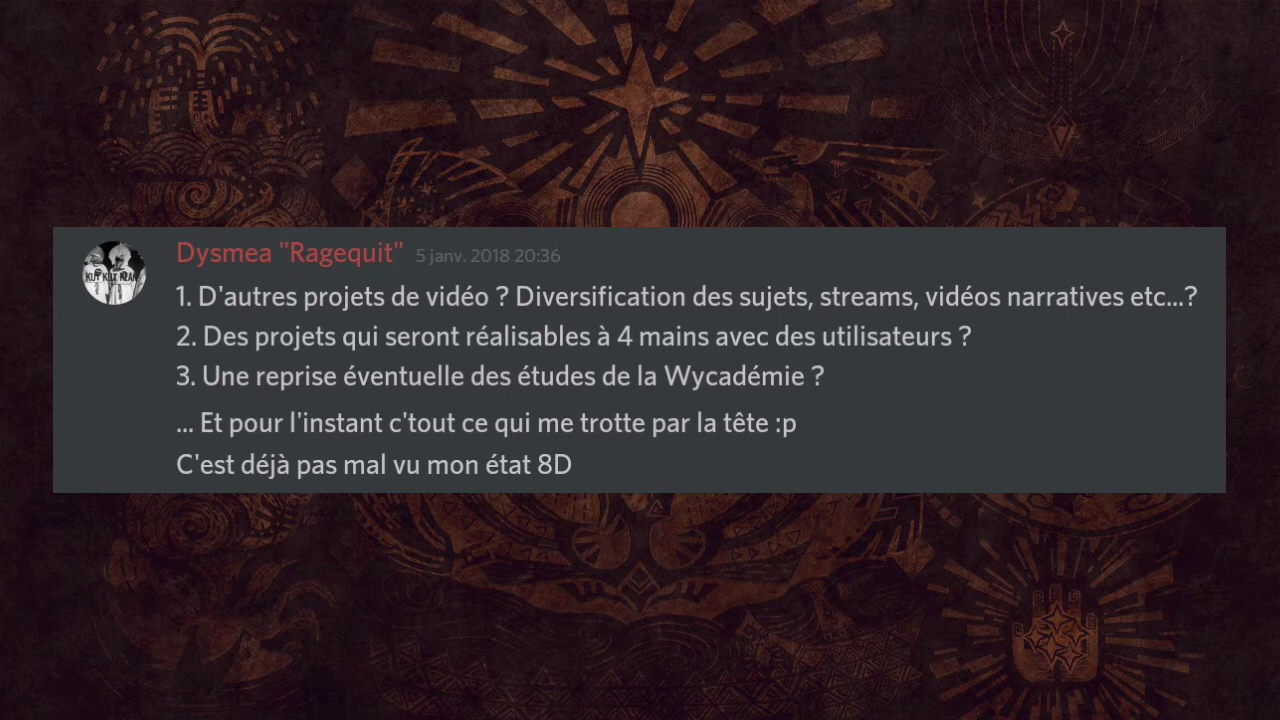 Dysmea "Ragequit" 5 janv. 2018 20:36
1. D'autres projets de vidéo ? Diversification des sujets, streams, vidéos narratives etc...?
2. Des projets qui seront réalisables à 4 mains avec des utilisateurs ?
3. Une reprise éventuelle des études de la Wycadémie ?
... Et pour l'instant c'tout ce qui me trotte par la tête :p
C'est déjà pas mal vu mon état 8D